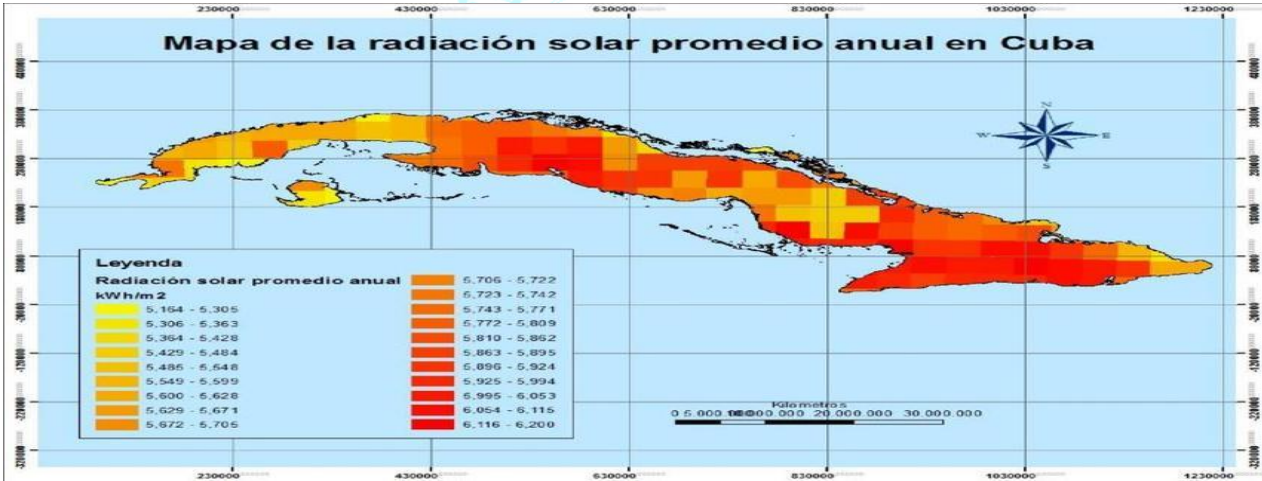 230000 430000 630000 830000 1030000 1230000
Mapa de la radiación solar promedio anual en Cuba
N
W E
S
Leyenda
Radiación solar promedio anual
kWh/m2
5,164 - 5,305
5,306 - 5,363
5,364 - 5,428
5,429 - 5,484
5,485 - 5,548
5,549 - 5,599
5,600 - 5,628
5,629 - 5,671
5,672 - 5,705
5,706 - 5,722
5,723 - 5,742
5,743 - 5,771
5,772 - 5,809
5,810 - 5,862
5,863 - 5,895
5,896 - 5,924
5,925 - 5,994
5,995 - 6,053
6,054 - 6,115
6,116 - 6,200
Kilometros
20.000.000 30.000.000
230000 430000 630000 830000 1030000 1230000